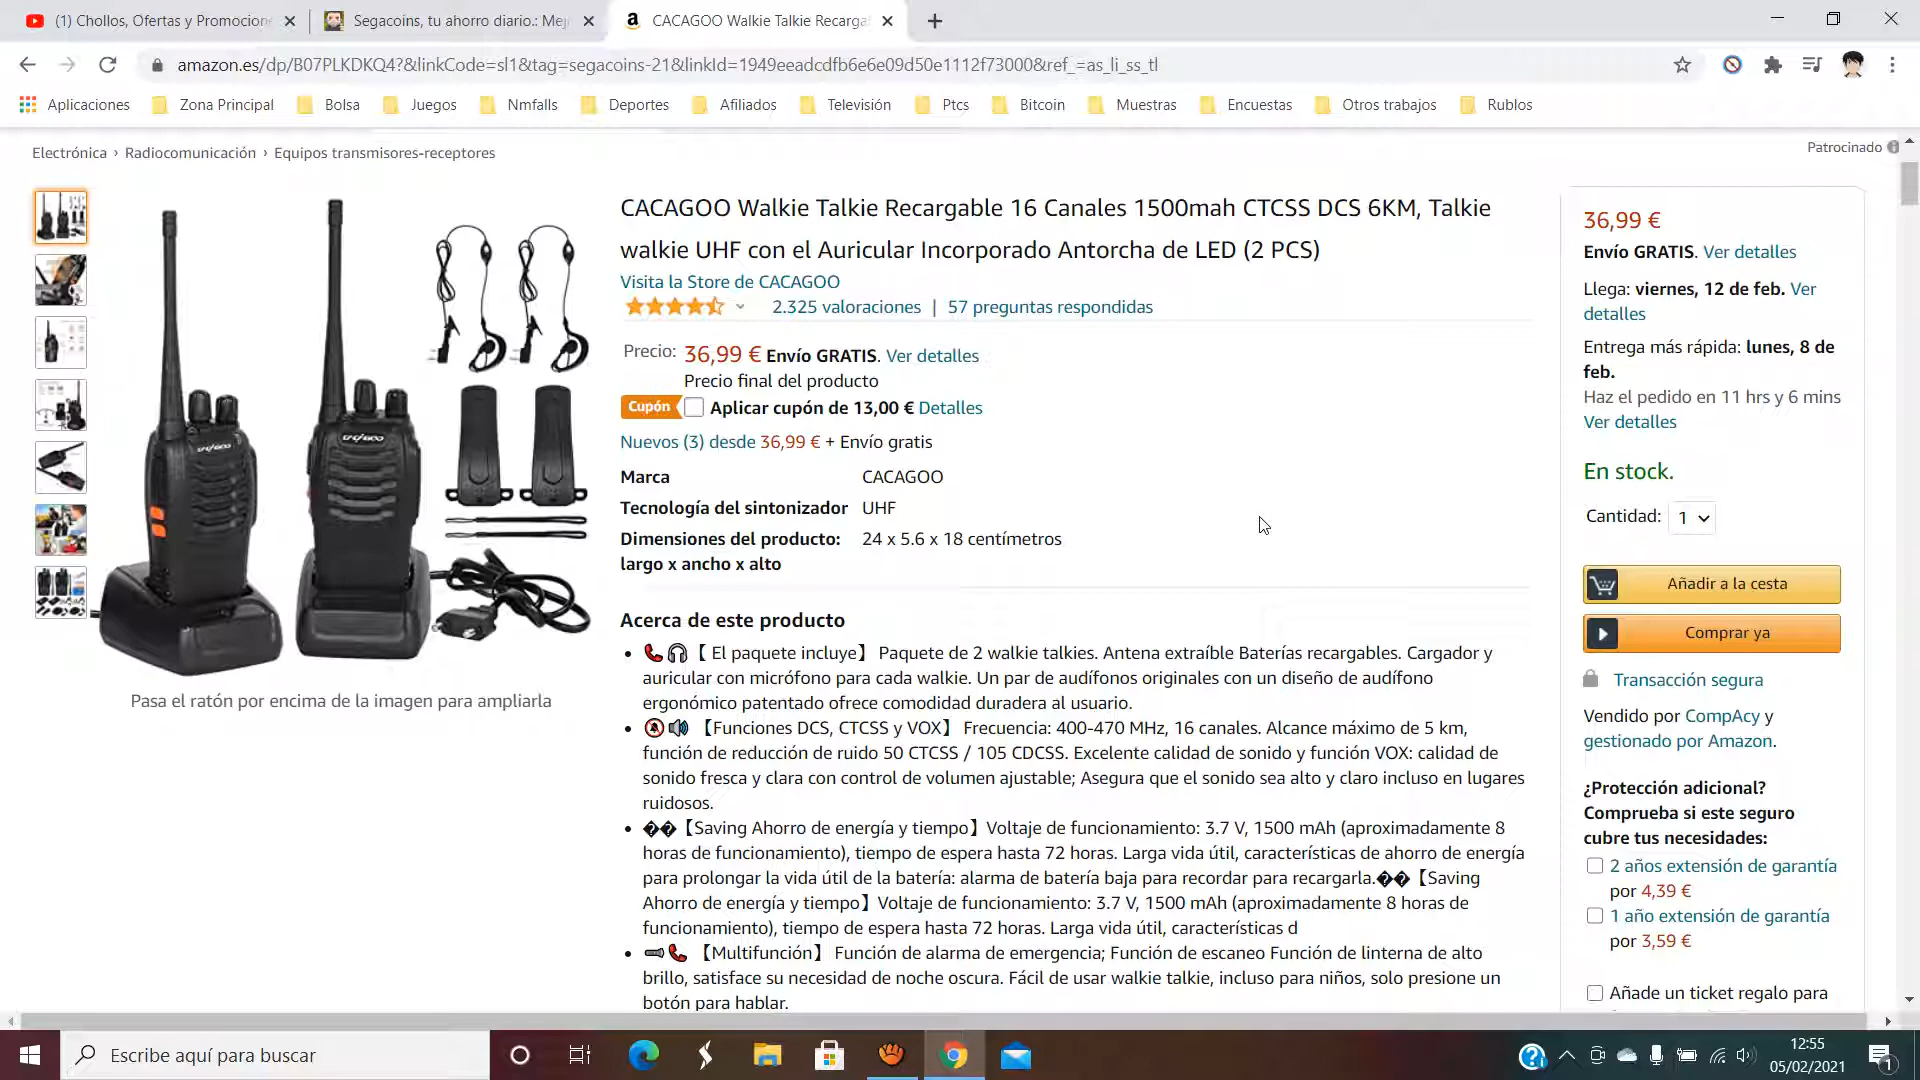 (1) Chollos, Ofertas y Promocion
Segacoins, tu ahorro diario.: Mej
CACAGOO Walkie Talkie Recarga
amazon.es/dp/B07PLKDKQ4?&linkCode=sl1&tag=segacoins-21&linkId=1949eeadcdfb6e6e09d50e1112f73000&ref_=as_li_ss_tl
Aplicaciones Zona Principal Bolsa Juegos Nmfalls Deportes Afiliados Televisión Ptcs Bitcoin Muestras Encuestas Otros trabajos Rublos
Electrónica › Radiocomunicación › Equipos transmisores-receptores
Patrocinado
CACAGOO Walkie Talkie Recargable 16 Canales 1500mah CTCSS DCS 6KM, Talkie
walkie UHF con el Auricular Incorporado Antorcha de LED (2 PCS)
Visita la Store de CACAGOO
2.325 valoraciones | 57 preguntas respondidas
Precio: 36,99 € Envío GRATIS. Ver detalles
Precio final del producto
Cupón Aplicar cupón de 13,00 € Detalles
Nuevos (3) desde 36,99 € + Envío gratis
Marca CACAGOO
Tecnología del sintonizador UHF
Dimensiones del producto: 24 x 5.6 x 18 centímetros
largo x ancho x alto
Pasa el ratón por encima de la imagen para ampliarla
Acerca de este producto
• 📞🎧【 El paquete incluye】 Paquete de 2 walkie talkies. Antena extraíble Baterías recargables. Cargador y
auricular con micrófono para cada walkie. Un par de audífonos originales con un diseño de audífono
ergonómico patentado ofrece comodidad duradera al usuario.
• 🔕🔊 【Funciones DCS, CTCSS y VOX】 Frecuencia: 400-470 MHz, 16 canales. Alcance máximo de 5 km,
función de reducción de ruido 50 CTCSS / 105 CDCSS. Excelente calidad de sonido y función VOX: calidad de
sonido fresca y clara con control de volumen ajustable; Asegura que el sonido sea alto y claro incluso en lugares
ruidosos.
• ��【Saving Ahorro de energía y tiempo】Voltaje de funcionamiento: 3.7 V, 1500 mAh (aproximadamente 8
horas de funcionamiento), tiempo de espera hasta 72 horas. Larga vida útil, características de ahorro de energía
para prolongar la vida útil de la batería: alarma de batería baja para recordar para recargarla.��【Saving
Ahorro de energía y tiempo】Voltaje de funcionamiento: 3.7 V, 1500 mAh (aproximadamente 8 horas de
funcionamiento), tiempo de espera hasta 72 horas. Larga vida útil, características d
• 🔦📞 【Multifunción】 Función de alarma de emergencia; Función de escaneo Función de linterna de alto
brillo, satisface su necesidad de noche oscura. Fácil de usar walkie talkie, incluso para niños, solo presione un
botón para hablar.
36,99 €
Envío GRATIS. Ver detalles
Llega: viernes, 12 de feb. Ver
detalles
Entrega más rápida: lunes, 8 de
feb.
Haz el pedido en 11 hrs y 6 mins
Ver detalles
En stock.
Cantidad: 1
Añadir a la cesta
Comprar ya
Transacción segura
Vendido por CompAcy y
gestionado por Amazon.
¿Protección adicional?
Comprueba si este seguro
cubre tus necesidades:
2 años extensión de garantía
por 4,39 €
1 año extensión de garantía
por 3,59 €
Añade un ticket regalo para
Escribe aquí para buscar
12:55
05/02/2021
1